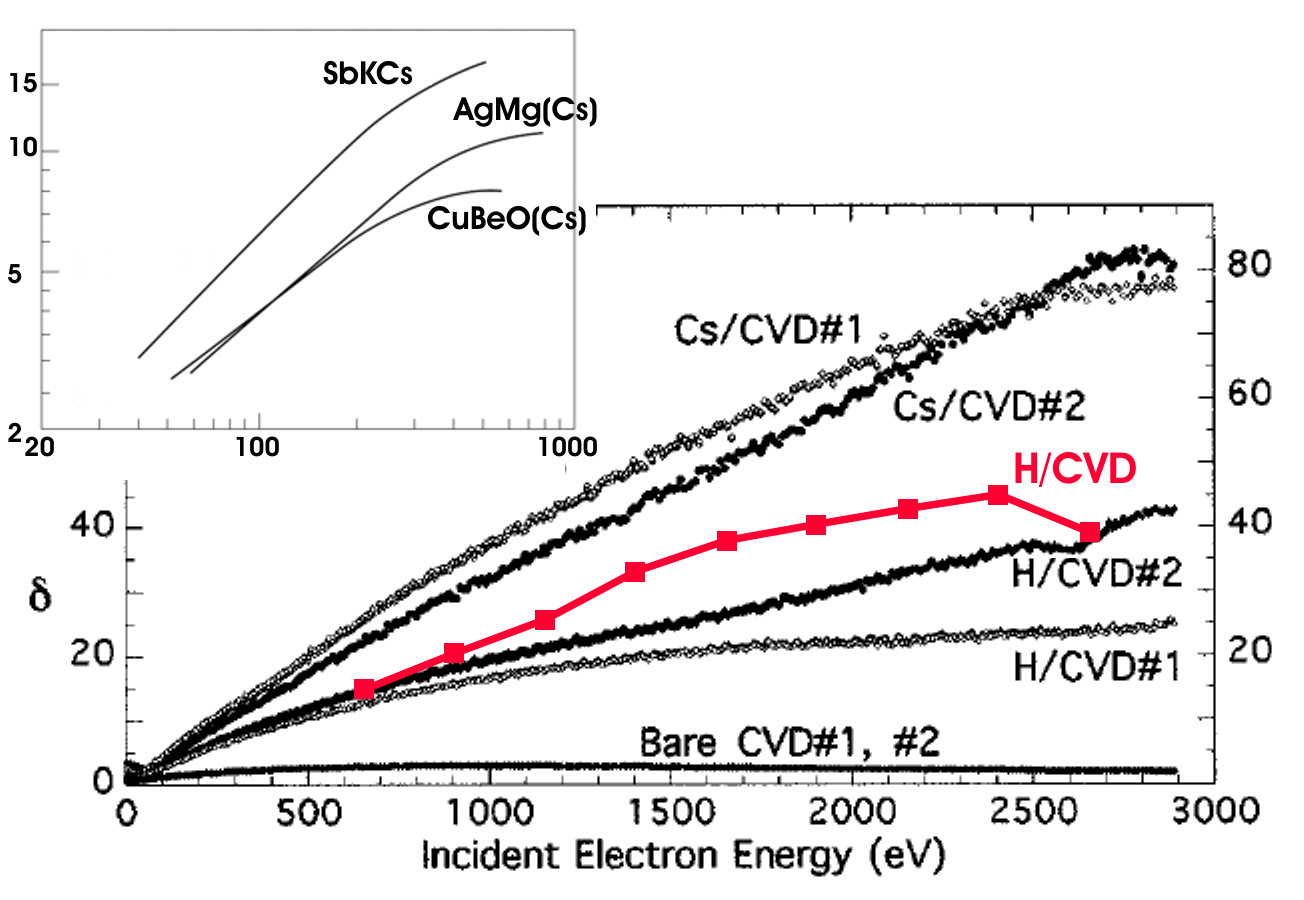 SbKCs
AgMg(Cs)
CuBeO(Cs)
15
10
5
2
20
100
1000
Cs/CVD#1
Cs/CVD#2
H/CVD
H/CVD#2
H/CVD#1
Bare CVD#1, #2
80
60
40
20
40
20
0
δ
0
500
1000
1500
2000
2500
3000
Incident Electron Energy (eV)